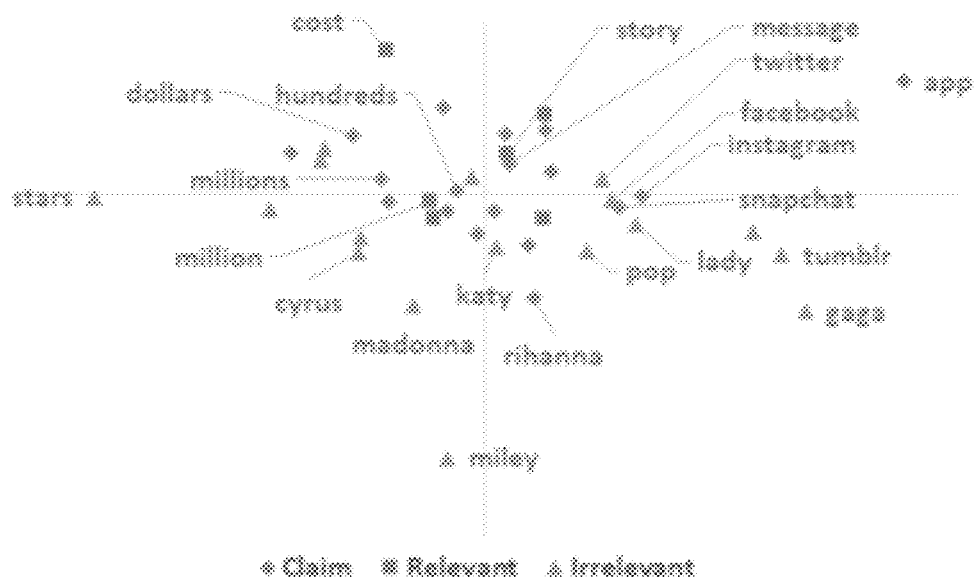 cost
story
message
twitter
app
dollars
hundreds
facebook
instagram
millions
stars
snapchat
million
lady
tumblr
pop
cyrus
katy
gaga
madonna
rihanna
miley
Claim Relevant Irrelevant